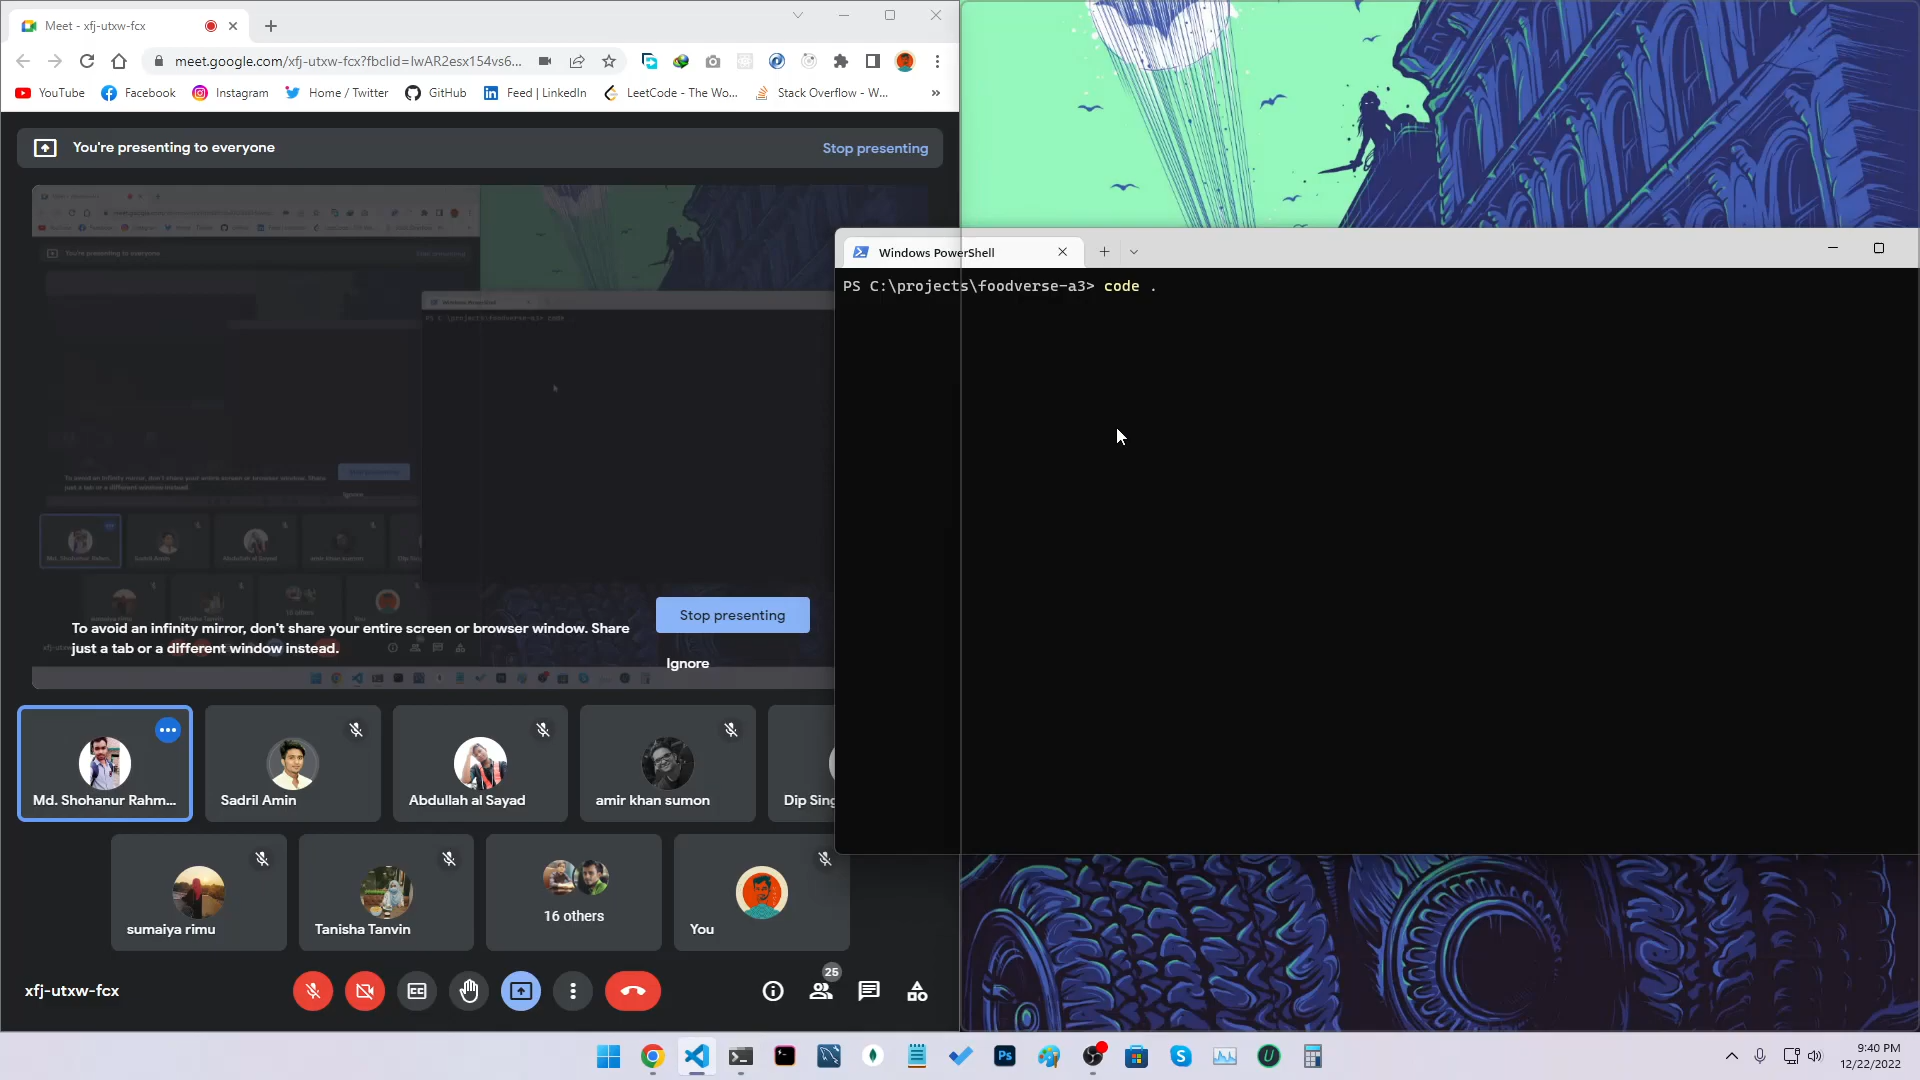 Meet - xfj-utxw-fcx
meet.google.com/xfj-utxw-fcx?fbclid=IwAR2esx154vs6...
YouTube
Facebook
Instagram
Home / Twitter
GitHub
Feed | LinkedIn
LeetCode - The Wo...
Stack Overflow - W...
»
You're presenting to everyone
Stop presenting
Windows PowerShell
PS C:\projects\foodverse-a3> code .
To avoid an infinity mirror, don't share your entire screen or browser window. Share
just a tab or a different window instead.
Stop presenting
Ignore
Md. Shohanur Rahm...
Sadril Amin
Abdullah al Sayad
amir khan sumon
Dip Sing
sumaiya rimu
Tanisha Tanvin
16 others
You
xfj-utxw-fcx
25
9:40 PM
12/22/2022